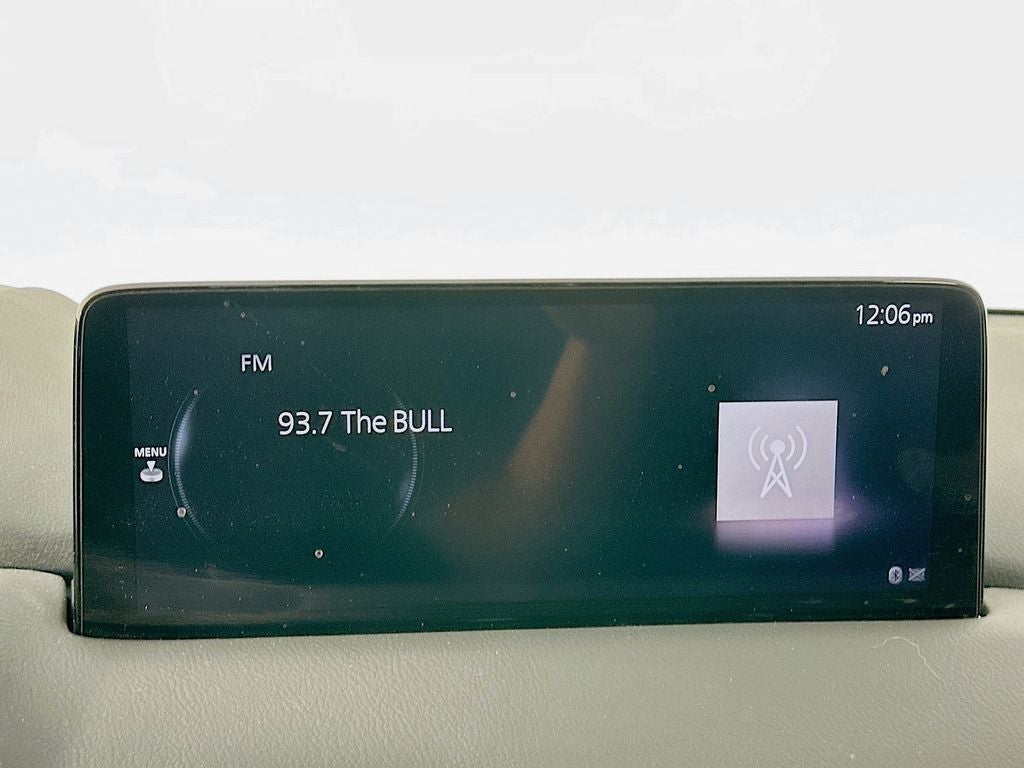 12:06pm
FM
93.7 The BULL
MENU